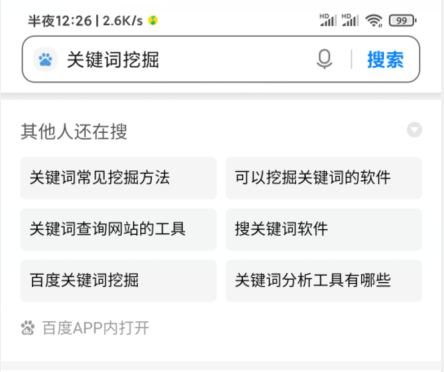 半夜12:26 | 2.6K/s HD HD 99
关键词挖掘 搜索
其他人还在搜
关键词常见挖掘方法 可以挖掘关键词的软件
关键词查询网站的工具 搜关键词软件
百度关键词挖掘 关键词分析工具有哪些
百度APP内打开